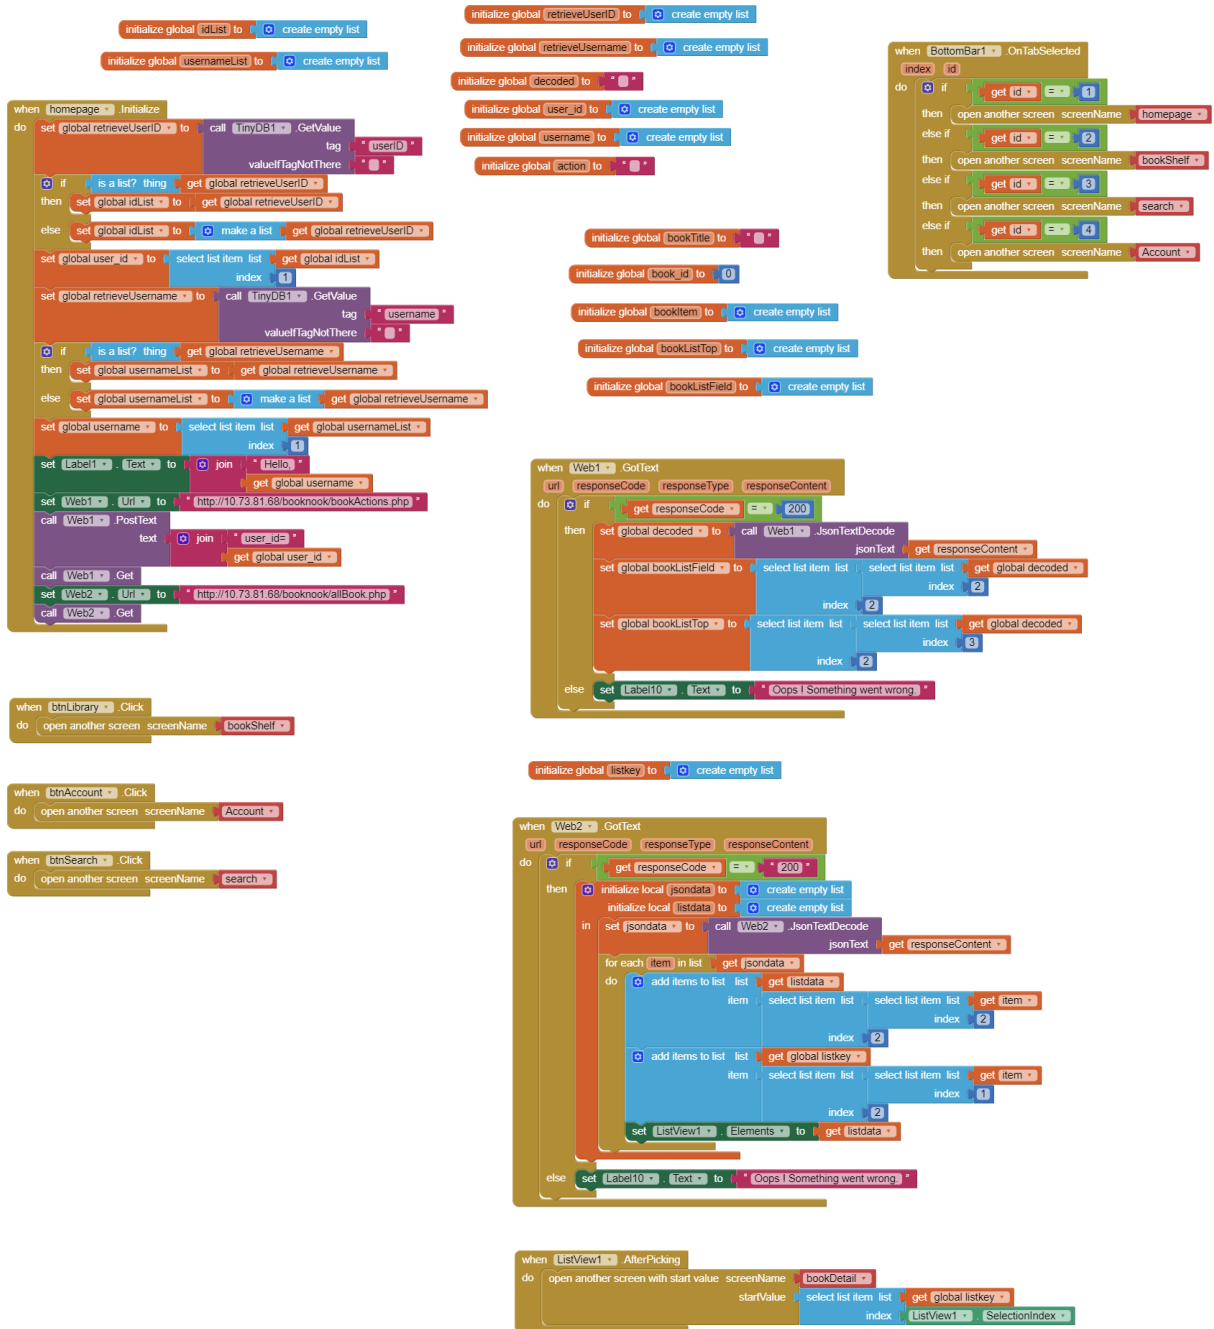 initialize global idList to create empty list
initialize global usernameList to create empty list
initialize global retrieveUserID to create empty list
initialize global retrieveUsername to create empty list
initialize global decoded to " "
initialize global user_id to create empty list
initialize global username to create empty list
initialize global action to " "
when BottomBar1 .OnTabSelected
index id
do if get id = 1
then open another screen screenName homepage
else if get id = 2
then open another screen screenName bookShelf
else if get id = 3
then open another screen screenName search
else if get id = 4
then open another screen screenName Account
when homepage .Initialize
do set global retrieveUserID to call TinyDB1 .GetValue
tag " userID "
valueIfTagNotThere " "
if is a list? thing get global retrieveUserID
then set global idList to get global retrieveUserID
else set global idList to make a list get global retrieveUserID
set global user_id to select list item list get global idList
index 1
set global retrieveUsername to call TinyDB1 .GetValue
tag " username "
valueIfTagNotThere " "
if is a list? thing get global retrieveUsername
then set global usernameList to get global retrieveUsername
else set global usernameList to make a list get global retrieveUsername
set global username to select list item list get global usernameList
index 1
set Label1 . Text to join " Hello, "
get global username
set Web1 . Url to " http://10.73.81.68/booknook/bookActions.php "
call Web1 .PostText
text join " user_id= "
get global user_id
call Web1 .Get
set Web2 . Url to " http://10.73.81.68/booknook/allBook.php "
call Web2 .Get
initialize global bookTitle to " "
initialize global book_id to 0
initialize global bookItem to create empty list
initialize global bookListTop to create empty list
initialize global bookListField to create empty list
when Web1 .GotText
url responseCode responseType responseContent
do if get responseCode = 200
then set global decoded to call Web1 .JsonTextDecode
jsonText get responseContent
set global bookListField to select list item list select list item list get global decoded
index 2
index 2
set global bookListTop to select list item list select list item list get global decoded
index 3
index 2
else set Label10 . Text to " Oops ! Something went wrong. "
when btnLibrary .Click
do open another screen screenName bookShelf
when btnAccount .Click
do open another screen screenName Account
when btnSearch .Click
do open another screen screenName search
initialize global listkey to create empty list
when Web2 .GotText
url responseCode responseType responseContent
do if get responseCode = " 200 "
then initialize local jsondata to create empty list
initialize local listdata to create empty list
in set jsondata to call Web2 .JsonTextDecode
jsonText get responseContent
for each item in list get jsondata
do add items to list list get listdata
item select list item list select list item list get item
index 2
index 2
add items to list list get global listkey
item select list item list select list item list get item
index 1
index 2
set ListView1 . Elements to get listdata
else set Label10 . Text to " Oops ! Something went wrong. "
when ListView1 .AfterPicking
do open another screen with start value screenName bookDetail
startValue select list item list get global listkey
index ListView1 . SelectionIndex